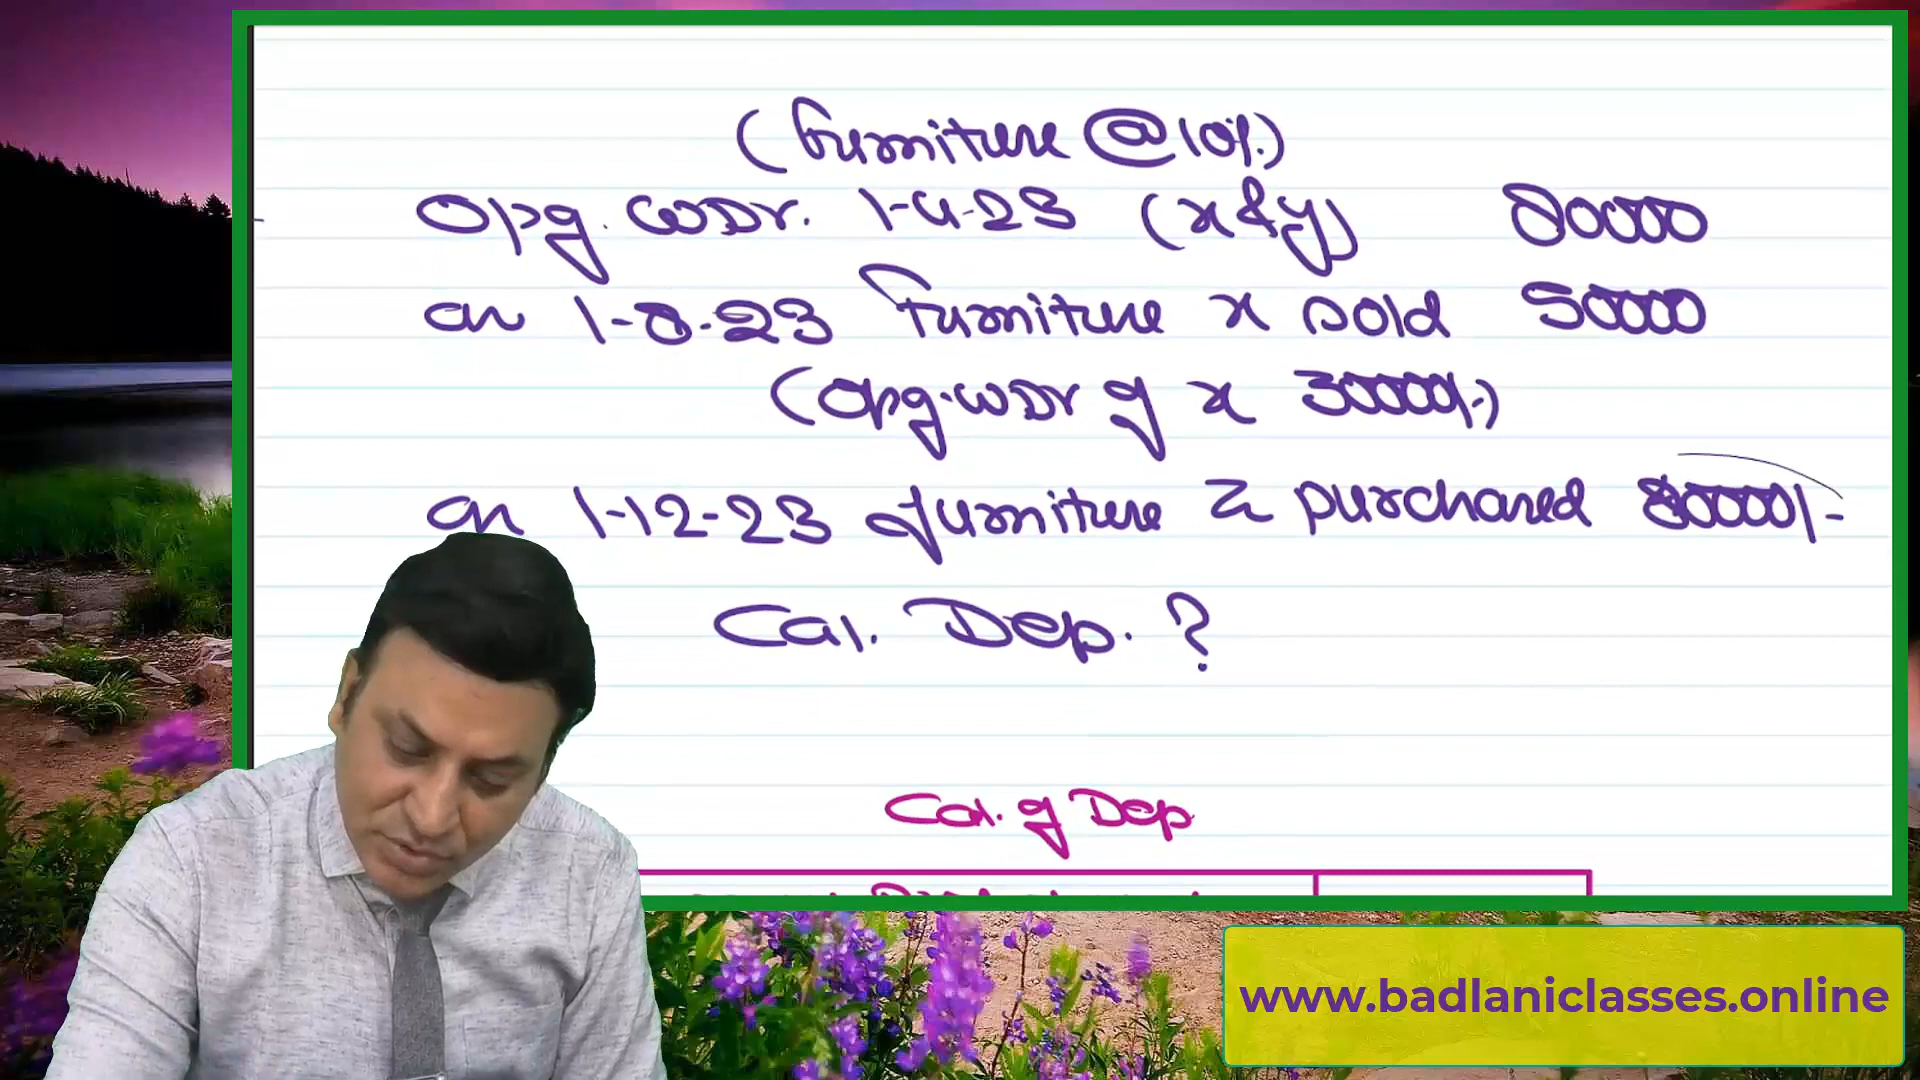 (furniture @ 10%)
Opg. WDV. 1-4-23 (x & y) 80000
on 1-8-23 furniture x sold 50000
(Opg. WDV of x 30000/-)
on 1-12-23 furniture z purchased 800000/-
Cal. Dep. ?
Cal. of Dep
www.badlaniclasses.online